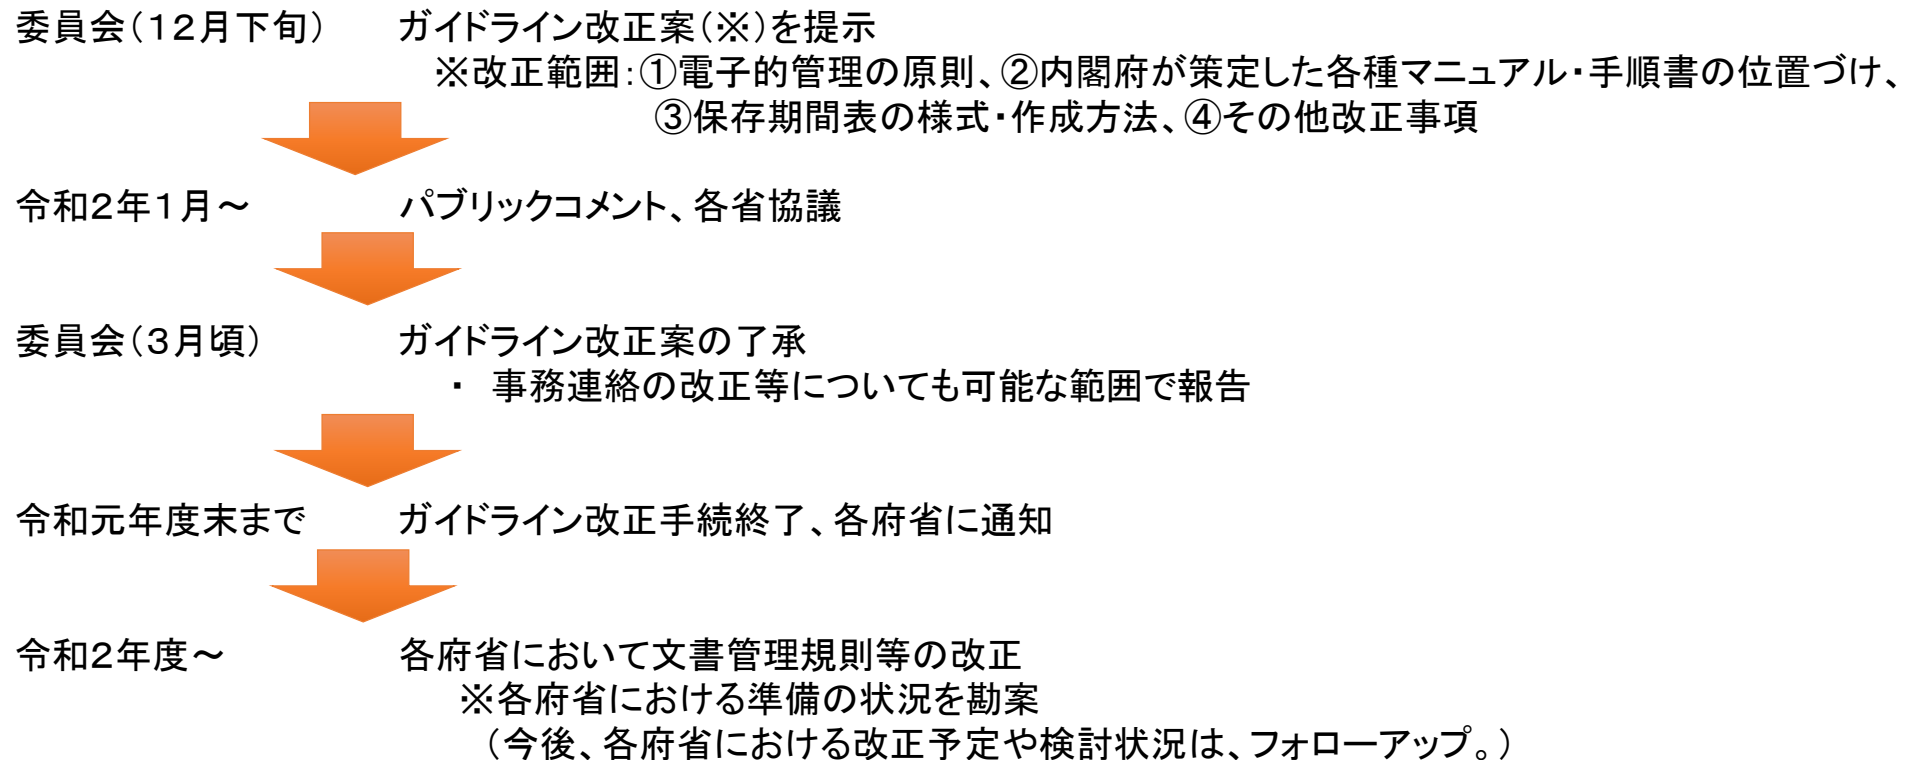 委員会(12月下旬) ガイドライン改正案(※)を提示
※改正範囲:①電子的管理の原則、②内閣府が策定した各種マニュアル・手順書の位置づけ、
③保存期間表の様式・作成方法、④その他改正事項
令和2年1月~ パブリックコメント、各省協議
委員会(3月頃) ガイドライン改正案の了承
・ 事務連絡の改正等についても可能な範囲で報告
令和元年度末まで ガイドライン改正手続終了、各府省に通知
令和2年度~ 各府省において文書管理規則等の改正
※各府省における準備の状況を勘案
(今後、各府省における改正予定や検討状況は、フォローアップ。)